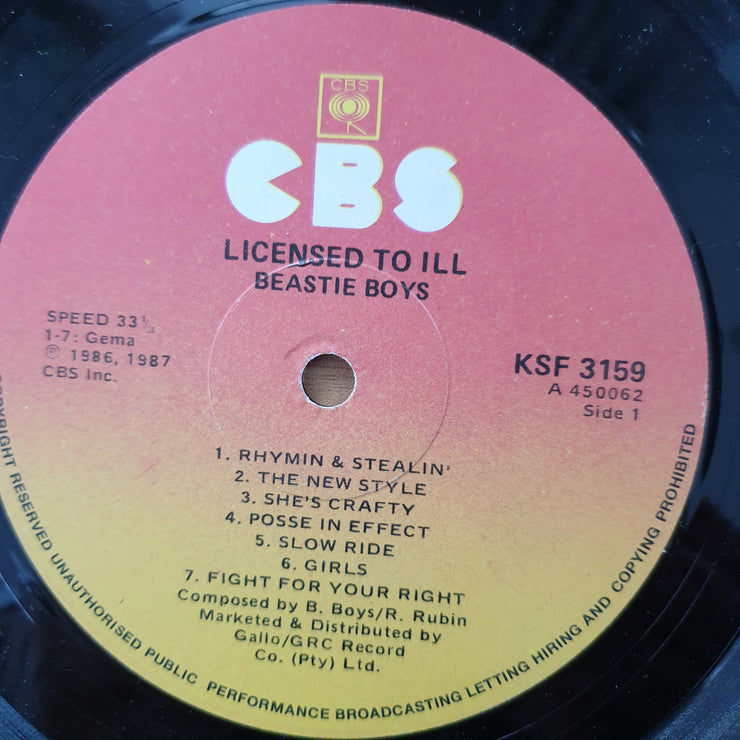 CBS
CBS
LICENSED TO ILL
BEASTIE BOYS
SPEED 33⅓
1-7: Gema
℗ 1986, 1987
CBS Inc.
KSF 3159
A 450062
Side 1
1. RHYMIN & STEALIN'
2. THE NEW STYLE
3. SHE'S CRAFTY
4. POSSE IN EFFECT
5. SLOW RIDE
6. GIRLS
7. FIGHT FOR YOUR RIGHT
Composed by B. Boys/R. Rubin
Marketed & Distributed by
Gallo/GRC Record
Co. (Pty) Ltd.
COPYRIGHT RESERVED UNAUTHORISED PUBLIC PERFORMANCE BROADCASTING LETTING HIRING AND COPYING PROHIBITED